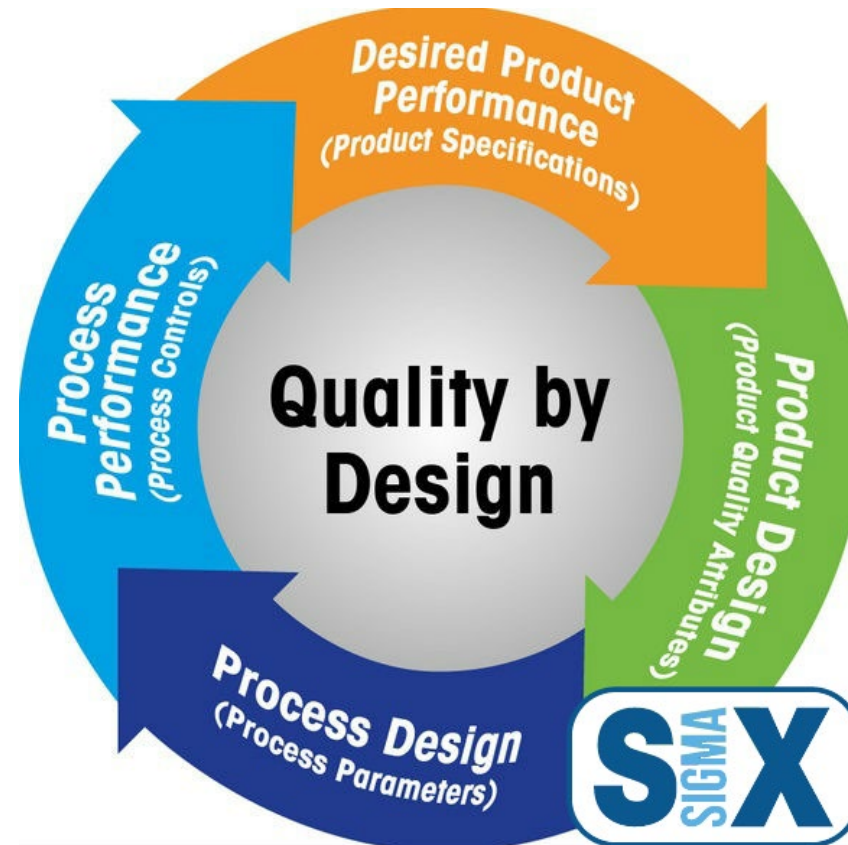 Desired Product
Performance
(Product Specifications)
Product Design
(Product Quality Attributes)
Process Design
(Process Parameters)
Process
Performance
(Process Controls)
Quality by
Design
SIX
SIGMA